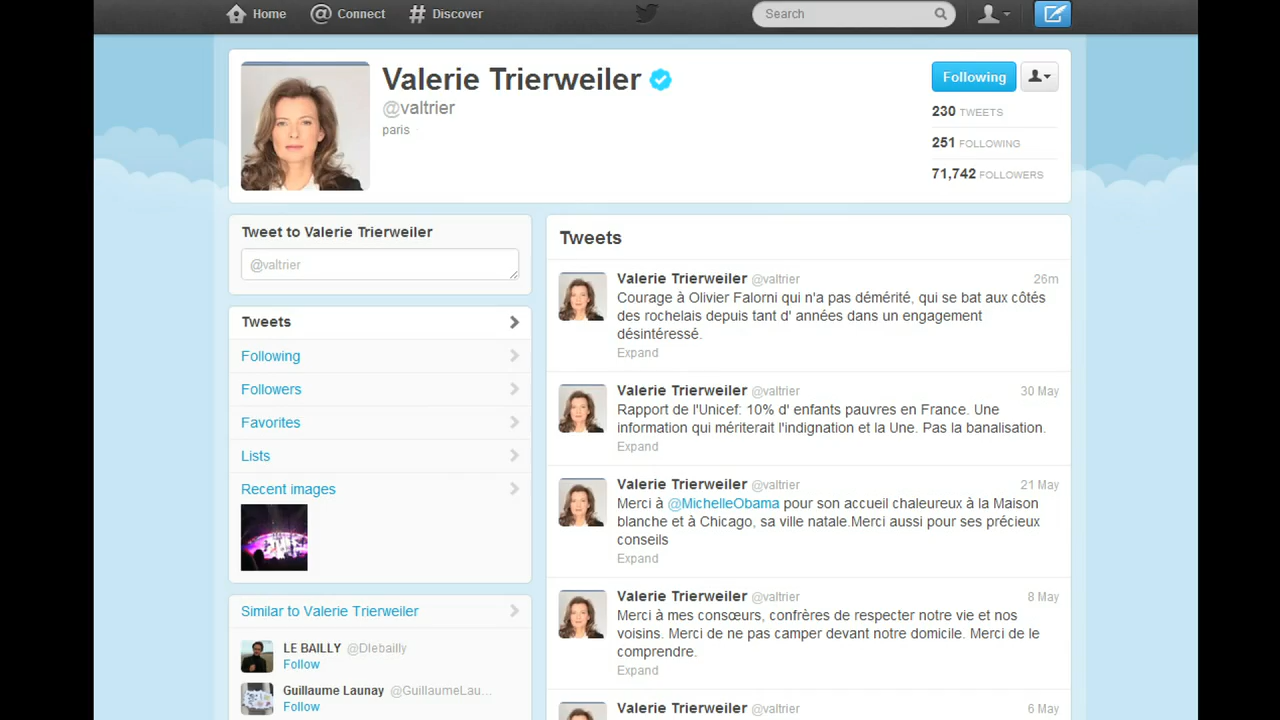 Home
Connect
Discover
Search
Valerie Trierweiler
@valtrier
paris
Following
230 TWEETS
251 FOLLOWING
71,742 FOLLOWERS
Tweet to Valerie Trierweiler
@valtrier
Tweets
Following
Followers
Favorites
Lists
Recent images
Similar to Valerie Trierweiler
LE BAILLY @Dlebailly
Follow
Guillaume Launay @GuillaumeLau...
Follow
Tweets
Valerie Trierweiler @valtrier 26m
Courage à Olivier Falorni qui n'a pas démérité, qui se bat aux côtés
des rochelais depuis tant d' années dans un engagement
désintéressé.
Expand
Valerie Trierweiler @valtrier 30 May
Rapport de l'Unicef: 10% d' enfants pauvres en France. Une
information qui mériterait l'indignation et la Une. Pas la banalisation.
Expand
Valerie Trierweiler @valtrier 21 May
Merci à @MichelleObama pour son accueil chaleureux à la Maison
blanche et à Chicago, sa ville natale.Merci aussi pour ses précieux
conseils
Expand
Valerie Trierweiler @valtrier 8 May
Merci à mes consœurs, confrères de respecter notre vie et nos
voisins. Merci de ne pas camper devant notre domicile. Merci de le
comprendre.
Expand
Valerie Trierweiler @valtrier 6 May